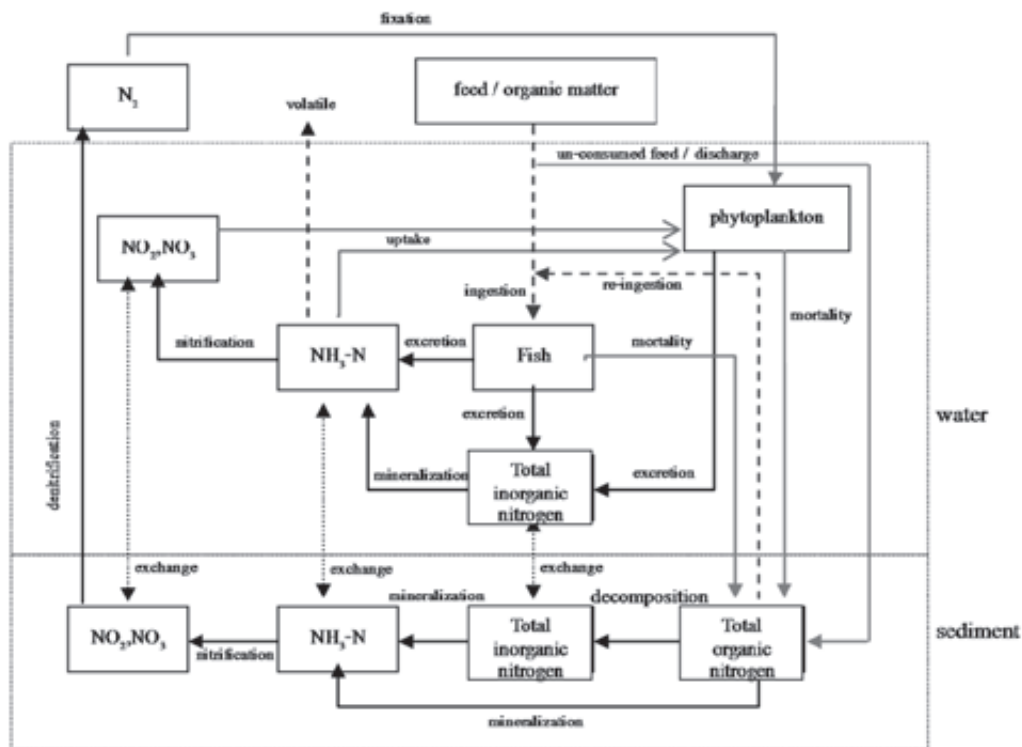 fixation
N2
feed / organic matter
volatile
un-consumed feed / discharge
phytoplankton
NO2,NO3
uptake
ingestion
re-ingestion
mortality
nitrification
NH3-N
excretion
Fish
mortality
excretion
water
denitrification
mineralization
Total
inorganic
nitrogen
excretion
exchange
exchange
exchange
mineralization
decomposition
NO2,NO3
nitrification
NH3-N
Total
inorganic
nitrogen
Total
organic
nitrogen
sediment
mineralization